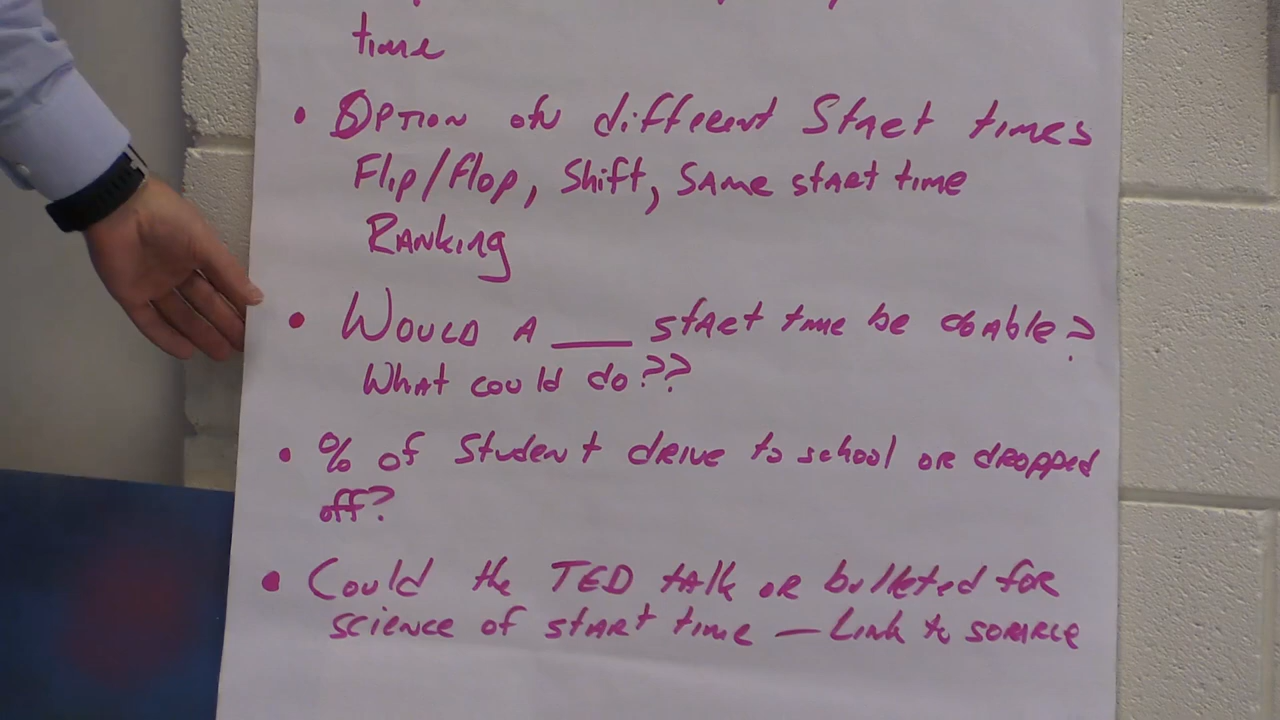 time
• Option on different Start times
Flip/flop, Shift, Same start time
Ranking
• Would A ___ start time be doable?
What could do??
• % of Student drive to school or dropped
off?
• Could the TED talk or bulleted for
science of start time — Link to source